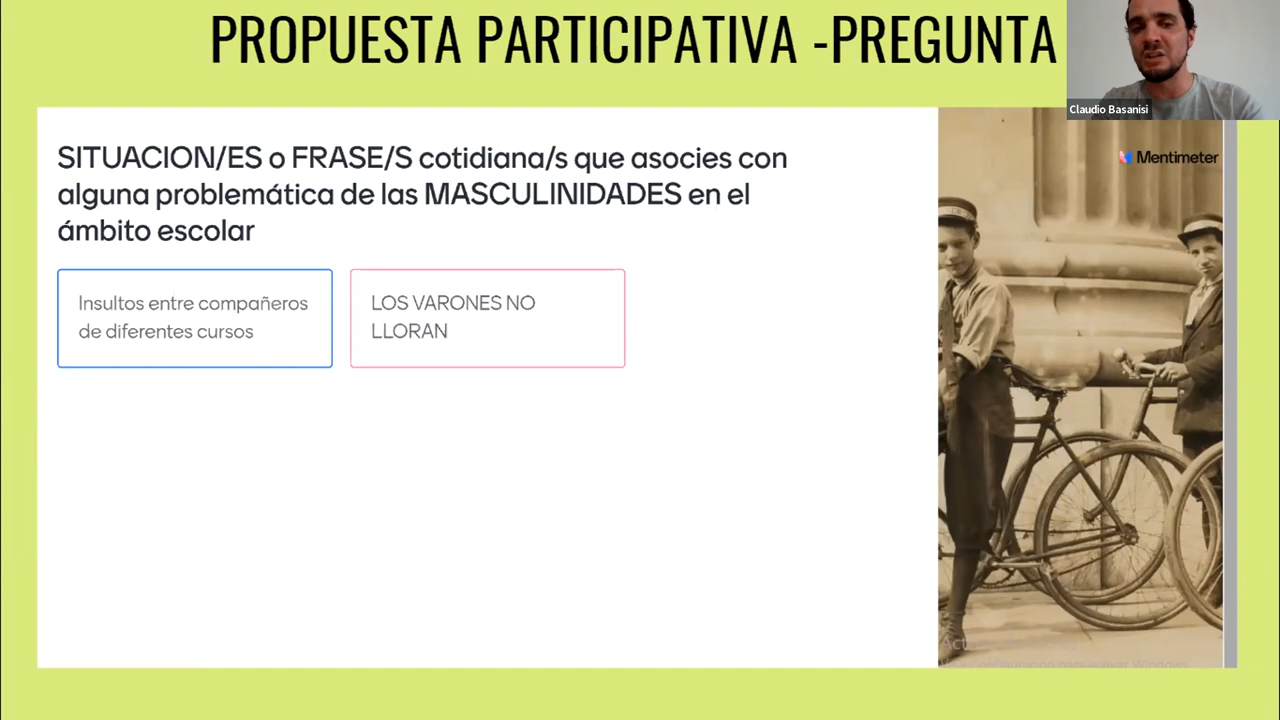 PROPUESTA PARTICIPATIVA -PREGUNTA
Claudio Basanisi
SITUACION/ES o FRASE/S cotidiana/s que asocies con
alguna problemática de las MASCULINIDADES en el
ámbito escolar
Mentimeter
Insultos entre compañeros
de diferentes cursos
LOS VARONES NO
LLORAN